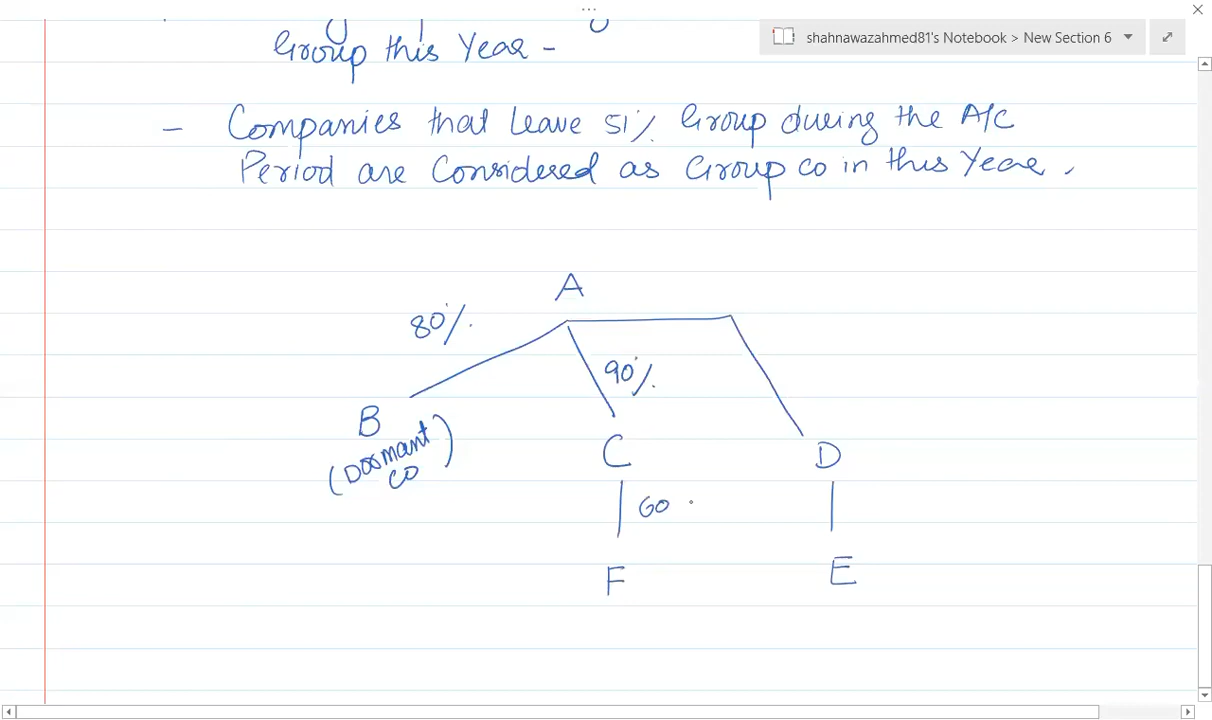 shahnawazahmed81's Notebook > New Section 6
Group this Year -
- Companies that leave 51% Group during the A/C
Period are Considered as Group co in this Year.
A
80%
90%
B
(Dormant
co)
C
D
60
F
E